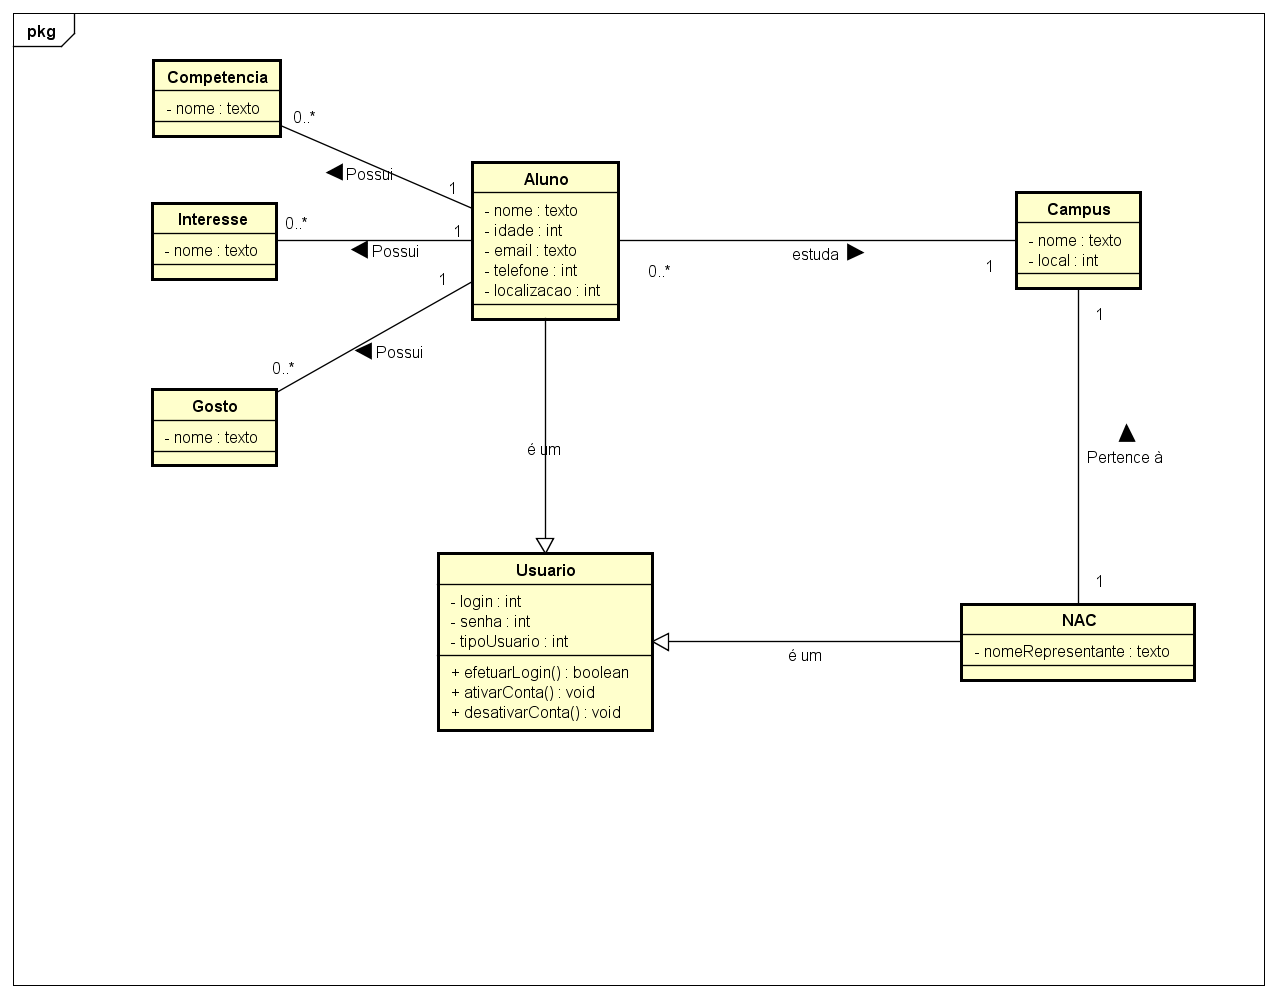 pkg
Competencia
- nome : texto
0..*
1
Possui
Interesse
- nome : texto
0..*
1
Possui
Gosto
- nome : texto
0..*
1
Possui
Aluno
- nome : texto
- idade : int
- email : texto
- telefone : int
- localizacao : int
0..*
estuda
1
Campus
- nome : texto
- local : int
1
Pertence à
1
é um
Usuario
- login : int
- senha : int
- tipoUsuario : int
+ efetuarLogin() : boolean
+ ativarConta() : void
+ desativarConta() : void
é um
NAC
- nomeRepresentante : texto